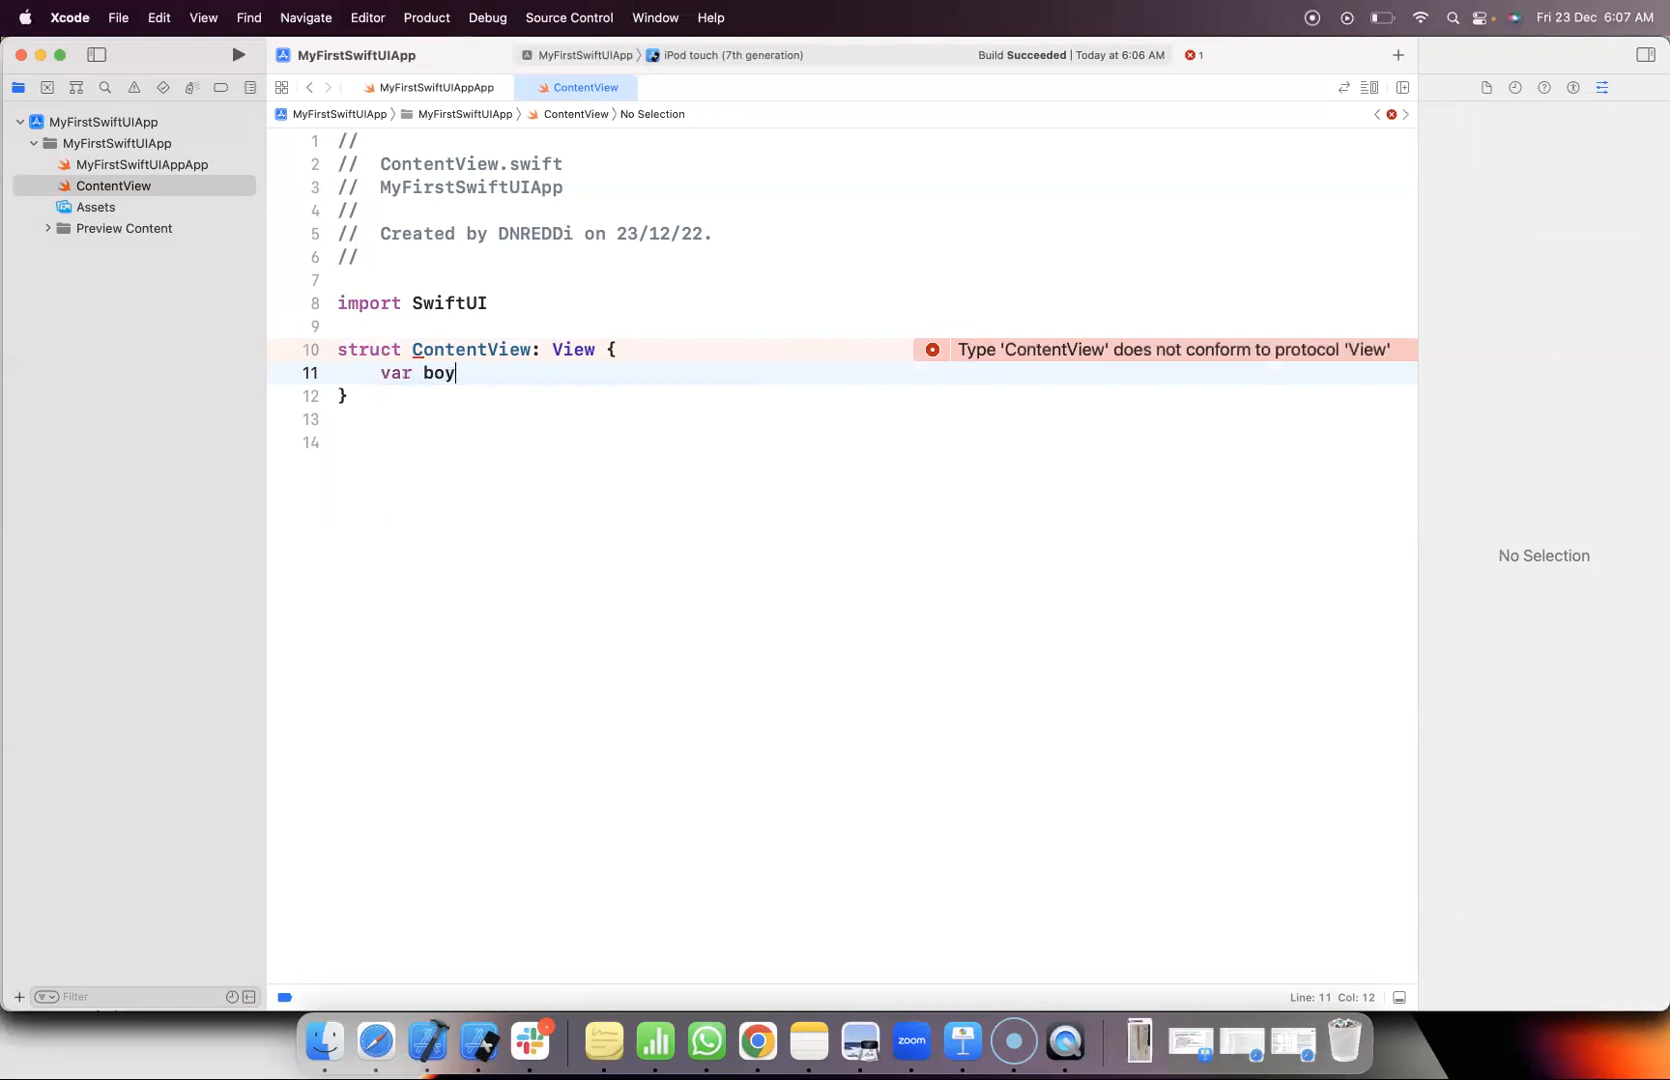 Xcode File Edit View Find Navigate Editor Product Debug Source Control Window Help Fri 23 Dec 6:07 AM
MyFirstSwiftUIApp MyFirstSwiftUIApp iPod touch (7th generation) Build Succeeded | Today at 6:06 AM 1
MyFirstSwiftUIAppApp ContentView
MyFirstSwiftUIApp MyFirstSwiftUIApp ContentView No Selection
MyFirstSwiftUIApp
MyFirstSwiftUIApp
MyFirstSwiftUIAppApp
ContentView
Assets
Preview Content
1 //
2 // ContentView.swift
3 // MyFirstSwiftUIApp
4 //
5 // Created by DNREDDi on 23/12/22.
6 //
7
8 import SwiftUI
9
10 struct ContentView: View { Type 'ContentView' does not conform to protocol 'View'
11 var boy
12 }
13
14
No Selection
Filter
Line: 11 Col: 12
zoom